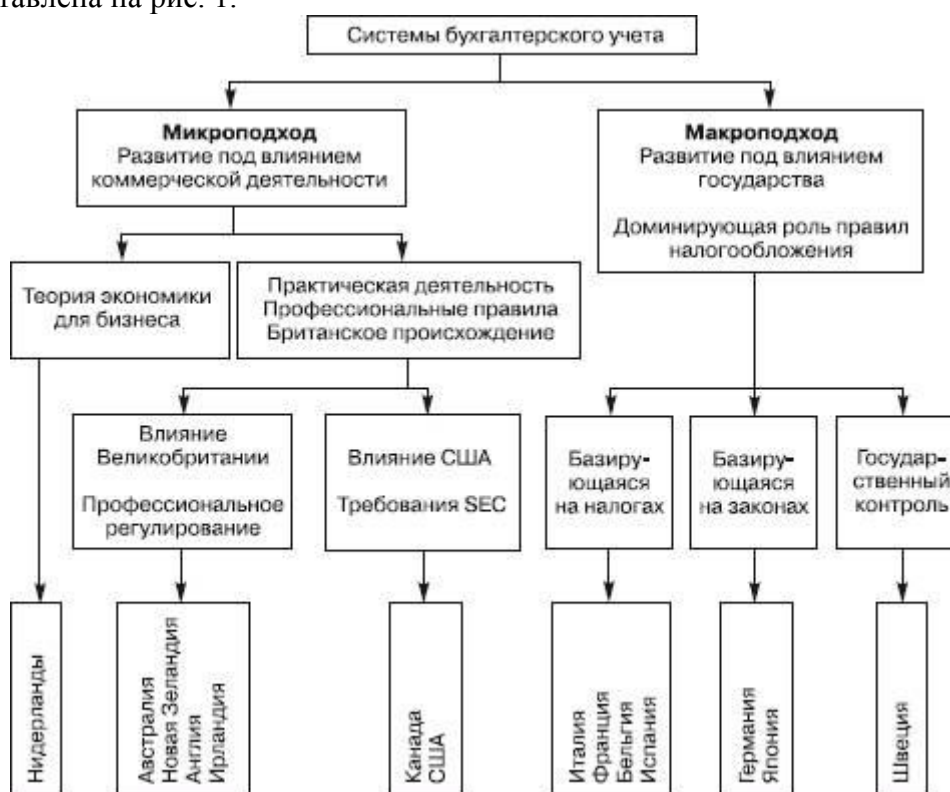 тавлена на рис. 1.
Системы бухгалтерского учета
Микроподход
Развитие под влиянием
коммерческой деятельности
Макроподход
Развитие под влиянием
государства
Доминирующая роль правил
налогообложения
Теория экономики
для бизнеса
Практическая деятельность
Профессиональные правила
Британское происхождение
Влияние
Великобритании
Профессиональное
регулирование
Влияние США
Требования SEC
Базиру-
ющаяся
на налогах
Базиру-
ющаяся
на законах
Государ-
ственный
контроль
Нидерланды
Австралия
Новая Зеландия
Англия
Ирландия
Канада
США
Италия
Франция
Бельгия
Испания
Германия
Япония
Швеция